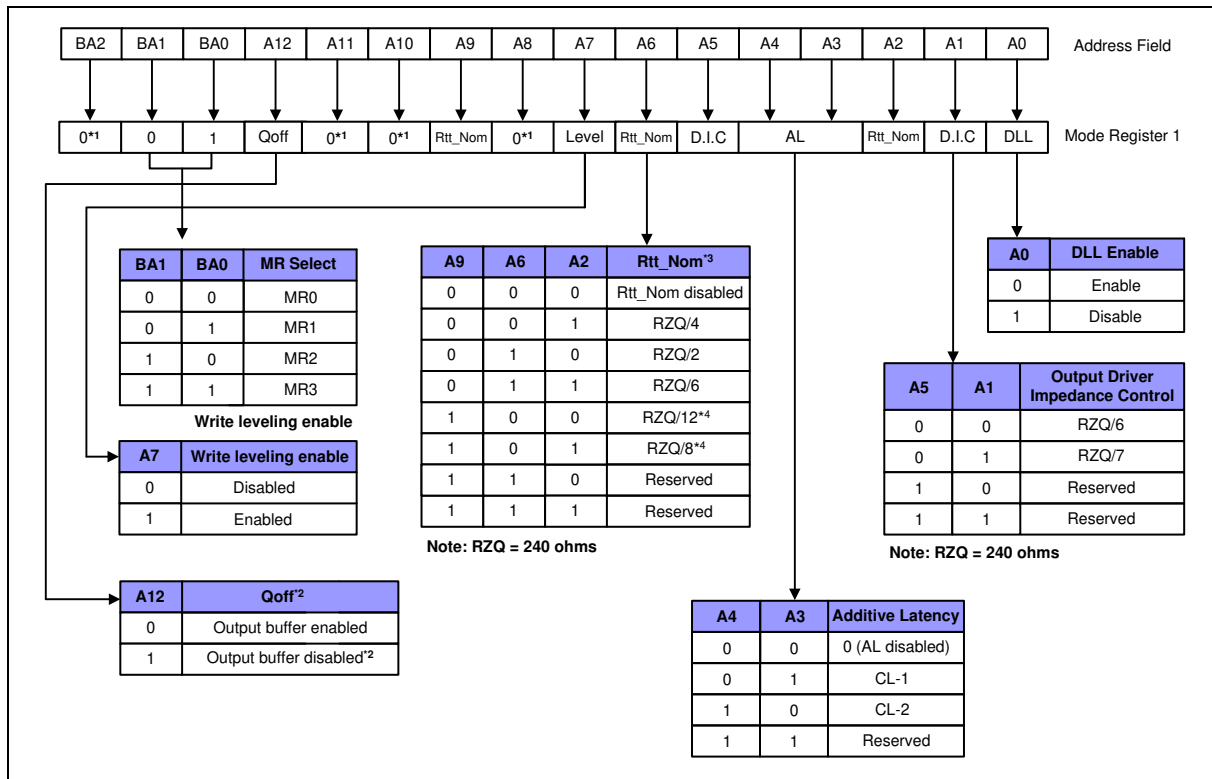 BA2 BA1 BA0 A12 A11 A10 A9 A8 A7 A6 A5 A4 A3 A2 A1 A0 Address Field
0*1 0 1 Qoff 0*1 0*1 Rtt_Nom 0*1 Level Rtt_Nom D.I.C AL Rtt_Nom D.I.C DLL Mode Register 1
BA1 BA0 MR Select
0 0 MR0
0 1 MR1
1 0 MR2
1 1 MR3
Write leveling enable
A7 Write leveling enable
0 Disabled
1 Enabled
A12 Qoff*2
0 Output buffer enabled
1 Output buffer disabled*2
A9 A6 A2 Rtt_Nom*3
0 0 0 Rtt_Nom disabled
0 0 1 RZQ/4
0 1 0 RZQ/2
0 1 1 RZQ/6
1 0 0 RZQ/12*4
1 0 1 RZQ/8*4
1 1 0 Reserved
1 1 1 Reserved
Note: RZQ = 240 ohms
A4 A3 Additive Latency
0 0 0 (AL disabled)
0 1 CL-1
1 0 CL-2
1 1 Reserved
A0 DLL Enable
0 Enable
1 Disable
A5 A1 Output Driver
Impedance Control
0 0 RZQ/6
0 1 RZQ/7
1 0 Reserved
1 1 Reserved
Note: RZQ = 240 ohms